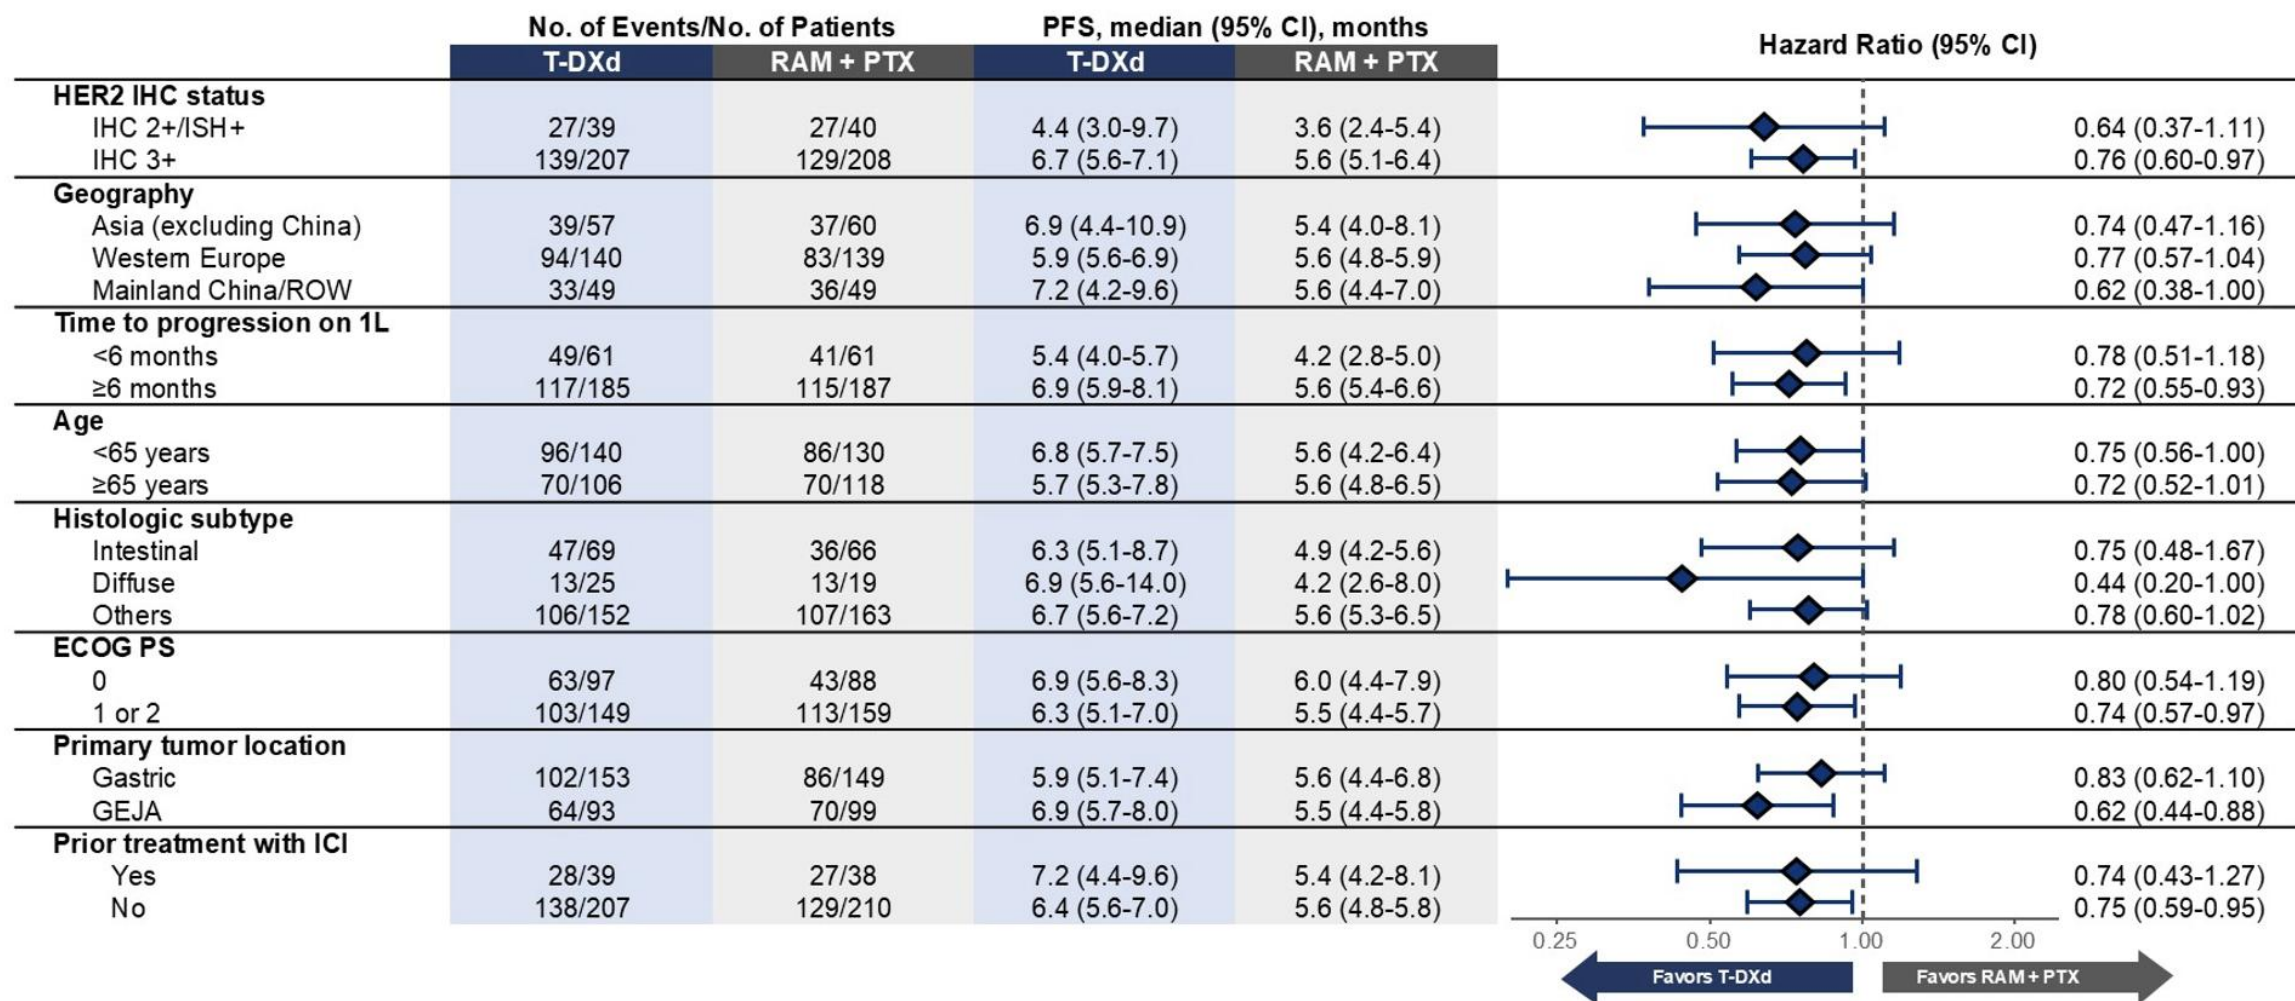 No. of Events/No. of Patients PFS, median (95% CI), months Hazard Ratio (95% CI)
T-DXd RAM + PTX T-DXd RAM + PTX
HER2 IHC status
IHC 2+/ISH+ 27/39 27/40 4.4 (3.0-9.7) 3.6 (2.4-5.4) 0.64 (0.37-1.11)
IHC 3+ 139/207 129/208 6.7 (5.6-7.1) 5.6 (5.1-6.4) 0.76 (0.60-0.97)
Geography
Asia (excluding China) 39/57 37/60 6.9 (4.4-10.9) 5.4 (4.0-8.1) 0.74 (0.47-1.16)
Western Europe 94/140 83/139 5.9 (5.6-6.9) 5.6 (4.8-5.9) 0.77 (0.57-1.04)
Mainland China/ROW 33/49 36/49 7.2 (4.2-9.6) 5.6 (4.4-7.0) 0.62 (0.38-1.00)
Time to progression on 1L
<6 months 49/61 41/61 5.4 (4.0-5.7) 4.2 (2.8-5.0) 0.78 (0.51-1.18)
≥6 months 117/185 115/187 6.9 (5.9-8.1) 5.6 (5.4-6.6) 0.72 (0.55-0.93)
Age
<65 years 96/140 86/130 6.8 (5.7-7.5) 5.6 (4.2-6.4) 0.75 (0.56-1.00)
≥65 years 70/106 70/118 5.7 (5.3-7.8) 5.6 (4.8-6.5) 0.72 (0.52-1.01)
Histologic subtype
Intestinal 47/69 36/66 6.3 (5.1-8.7) 4.9 (4.2-5.6) 0.75 (0.48-1.67)
Diffuse 13/25 13/19 6.9 (5.6-14.0) 4.2 (2.6-8.0) 0.44 (0.20-1.00)
Others 106/152 107/163 6.7 (5.6-7.2) 5.6 (5.3-6.5) 0.78 (0.60-1.02)
ECOG PS
0 63/97 43/88 6.9 (5.6-8.3) 6.0 (4.4-7.9) 0.80 (0.54-1.19)
1 or 2 103/149 113/159 6.3 (5.1-7.0) 5.5 (4.4-5.7) 0.74 (0.57-0.97)
Primary tumor location
Gastric 102/153 86/149 5.9 (5.1-7.4) 5.6 (4.4-6.8) 0.83 (0.62-1.10)
GEJA 64/93 70/99 6.9 (5.7-8.0) 5.5 (4.4-5.8) 0.62 (0.44-0.88)
Prior treatment with ICI
Yes 28/39 27/38 7.2 (4.4-9.6) 5.4 (4.2-8.1) 0.74 (0.43-1.27)
No 138/207 129/210 6.4 (5.6-7.0) 5.6 (4.8-5.8) 0.75 (0.59-0.95)
0.25 0.50 1.00 2.00
Favors T-DXd Favors RAM + PTX